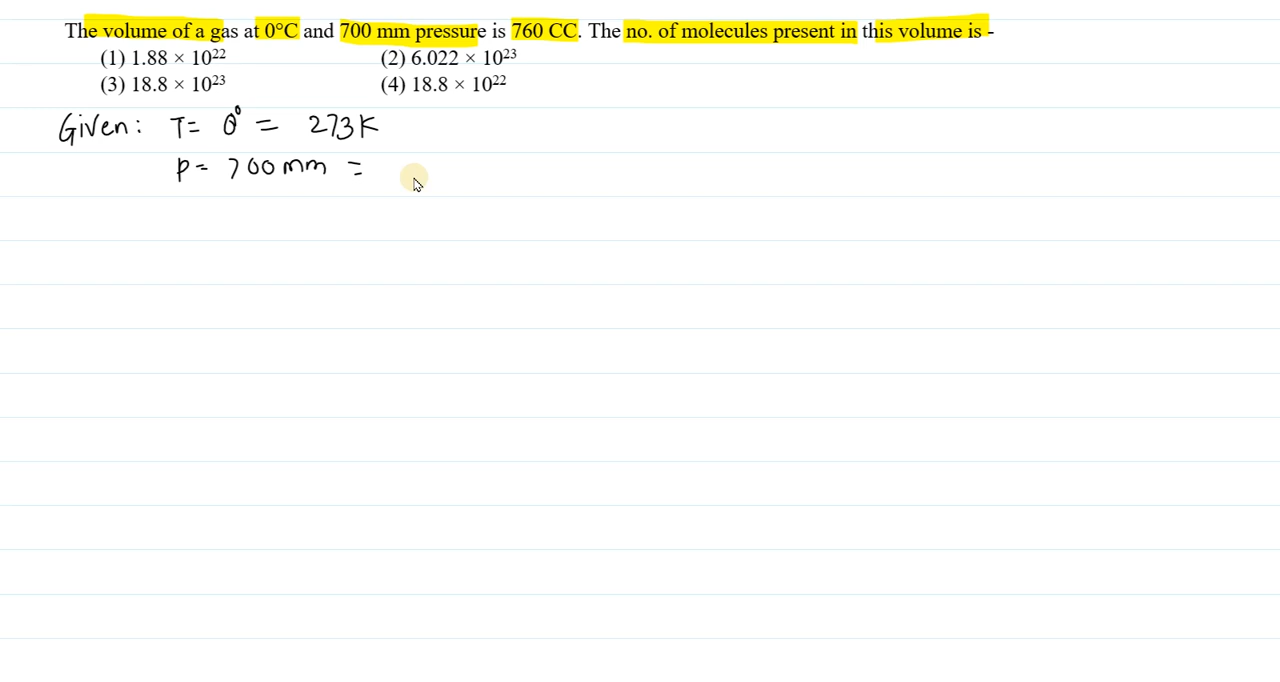 The volume of a gas at 0°C and 700 mm pressure is 760 CC. The no. of molecules present in this volume is -
(1) 1.88 × 10²² (2) 6.022 × 10²³
(3) 18.8 × 10²³ (4) 18.8 × 10²²
Given: T= 0° = 273K
P= 700mm =